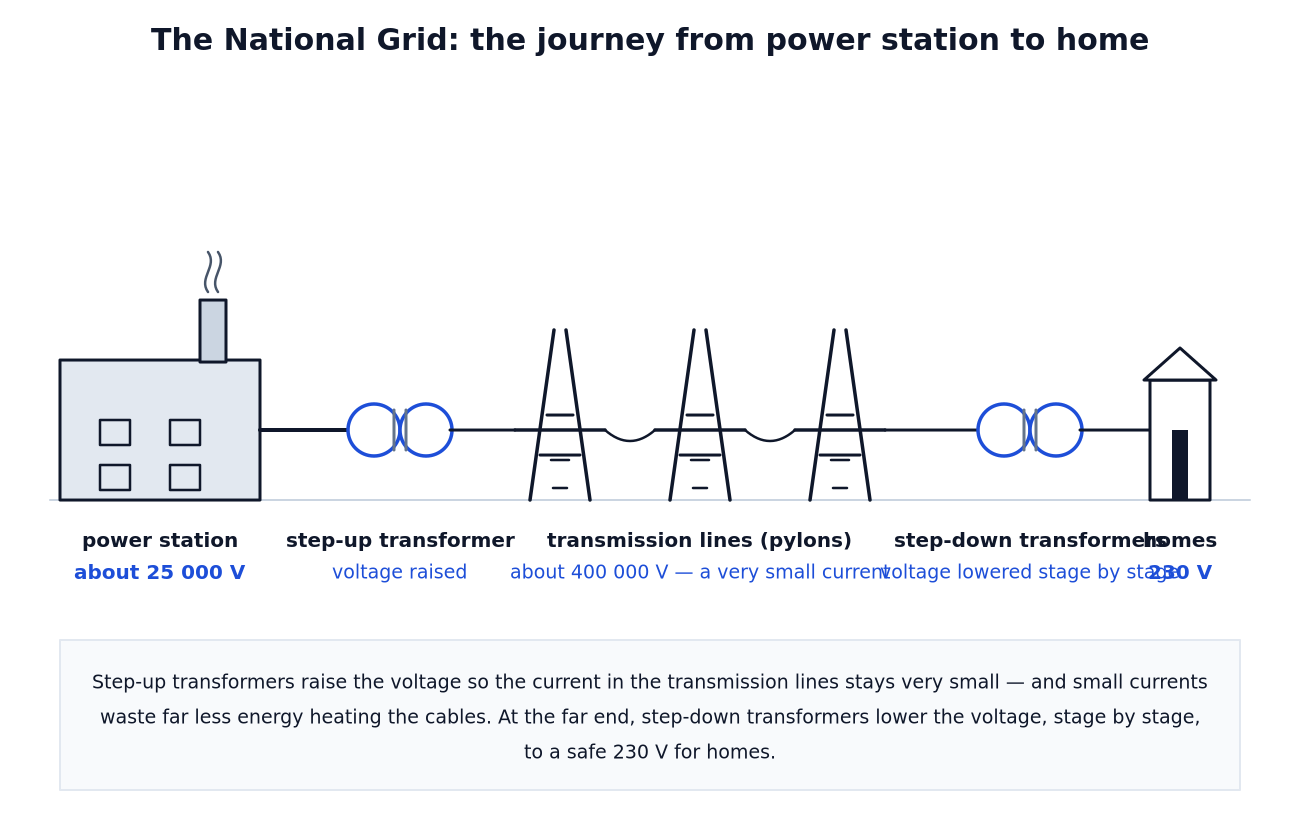 The National Grid: the journey from power station to home
power station
step-up transformer
transmission lines (pylons)
step-down transformers
homes
about 25 000 V
voltage raised
about 400 000 V — a very small current
voltage lowered stage by stage
230 V
Step-up transformers raise the voltage so the current in the transmission lines stays very small — and small currents
waste far less energy heating the cables. At the far end, step-down transformers lower the voltage, stage by stage,
to a safe 230 V for homes.